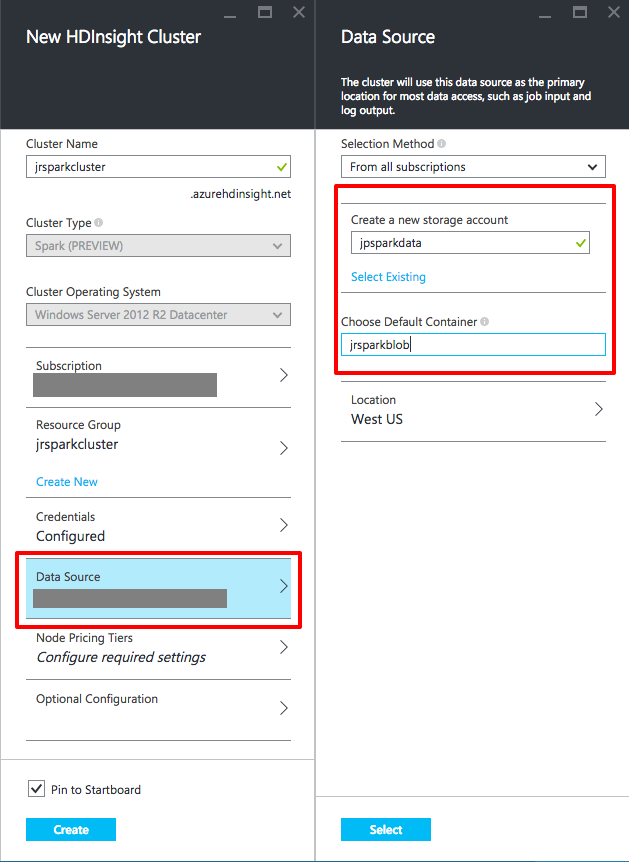 New HDInsight Cluster
Cluster Name
jrsparkcluster
.azurehdinsight.net
Cluster Type
Spark (PREVIEW)
Cluster Operating System
Windows Server 2012 R2 Datacenter
Subscription
Resource Group
jrsparkcluster
Create New
Credentials
Configured
Data Source
Node Pricing Tiers
Configure required settings
Optional Configuration
Pin to Startboard
Create
Data Source
The cluster will use this data source as the primary
location for most data access, such as job input and
log output.
Selection Method
From all subscriptions
Create a new storage account
jpsparkdata
Select Existing
Choose Default Container
jrsparkblob
Location
West US
Select